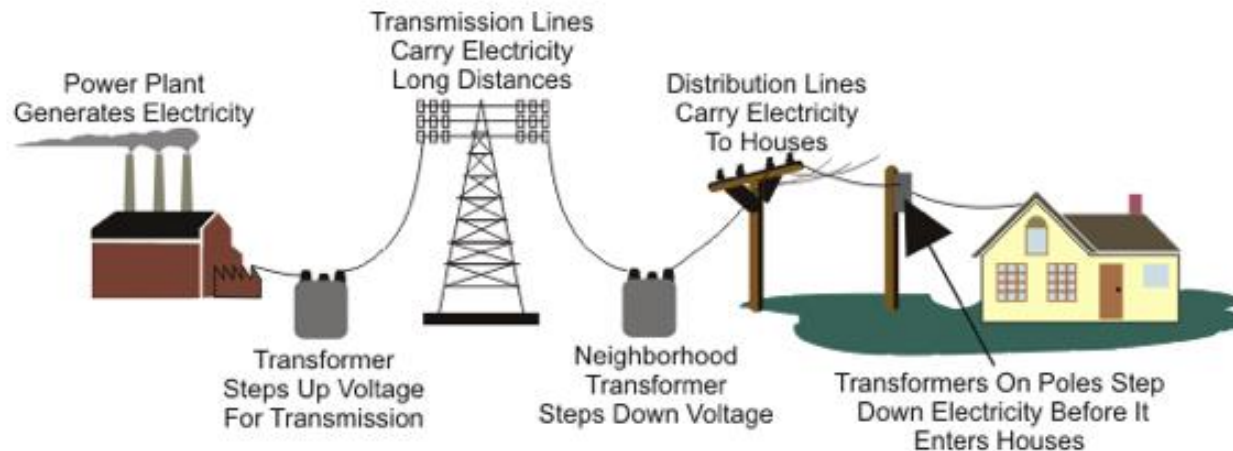 Power Plant
Generates Electricity
Transformer
Steps Up Voltage
For Transmission
Transmission Lines
Carry Electricity
Long Distances
Neighborhood
Transformer
Steps Down Voltage
Distribution Lines
Carry Electricity
To Houses
Transformers On Poles Step
Down Electricity Before It
Enters Houses